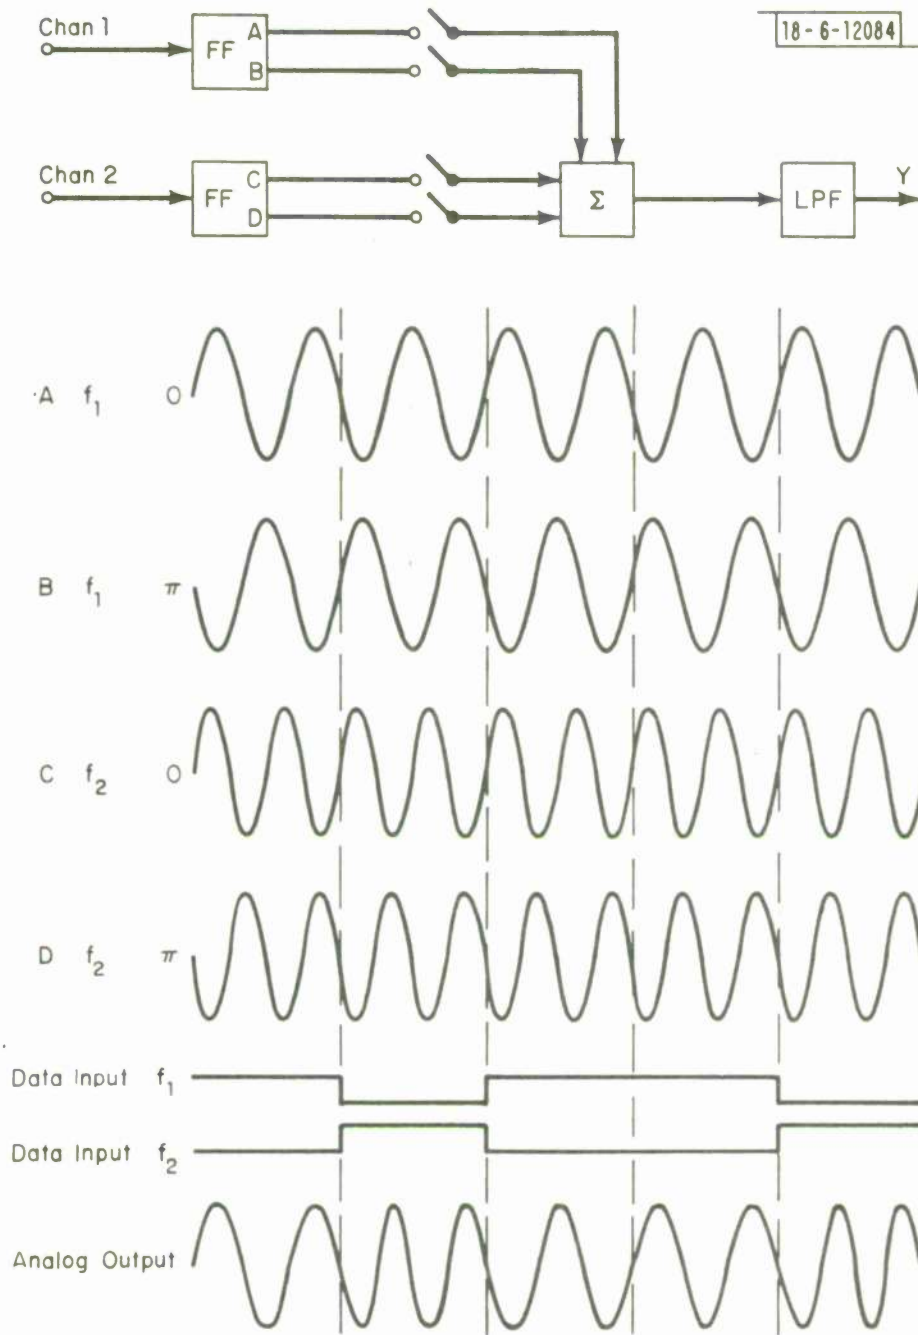 Chan 1
FF
A
B
18-6-12084
Chan 2
FF
C
D
Σ
LPF
Y
A f1 0
B f1 π
C f2 0
D f2 π
Data Input f1
Data Input f2
Analog Output